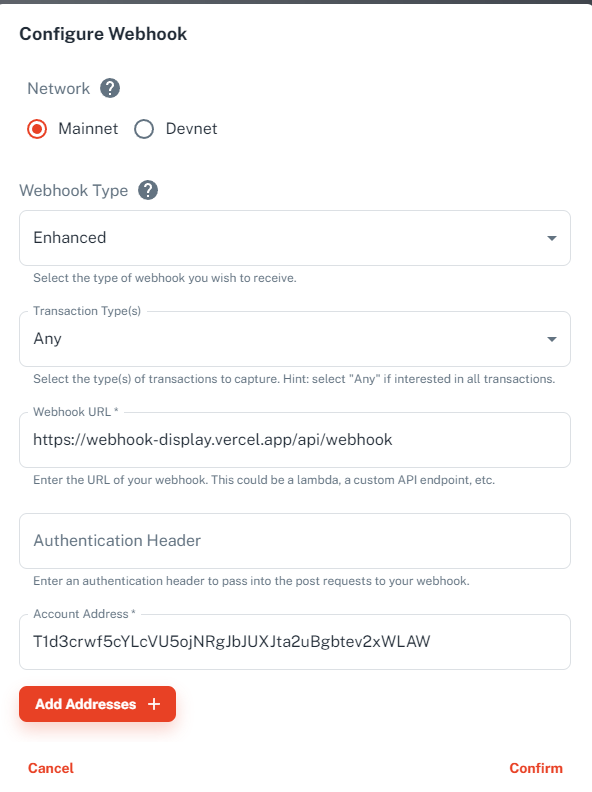 Configure Webhook
Network ?
Mainnet Devnet
Webhook Type ?
Enhanced
Select the type of webhook you wish to receive.
Transaction Type(s)
Any
Select the type(s) of transactions to capture. Hint: select "Any" if interested in all transactions.
Webhook URL *
https://webhook-display.vercel.app/api/webhook
Enter the URL of your webhook. This could be a lambda, a custom API endpoint, etc.
Authentication Header
Enter an authentication header to pass into the post requests to your webhook.
Account Address *
T1d3crwf5cYLcVU5ojNRgJbJUXJta2uBgbtev2xWLAW
Add Addresses +
Cancel Confirm